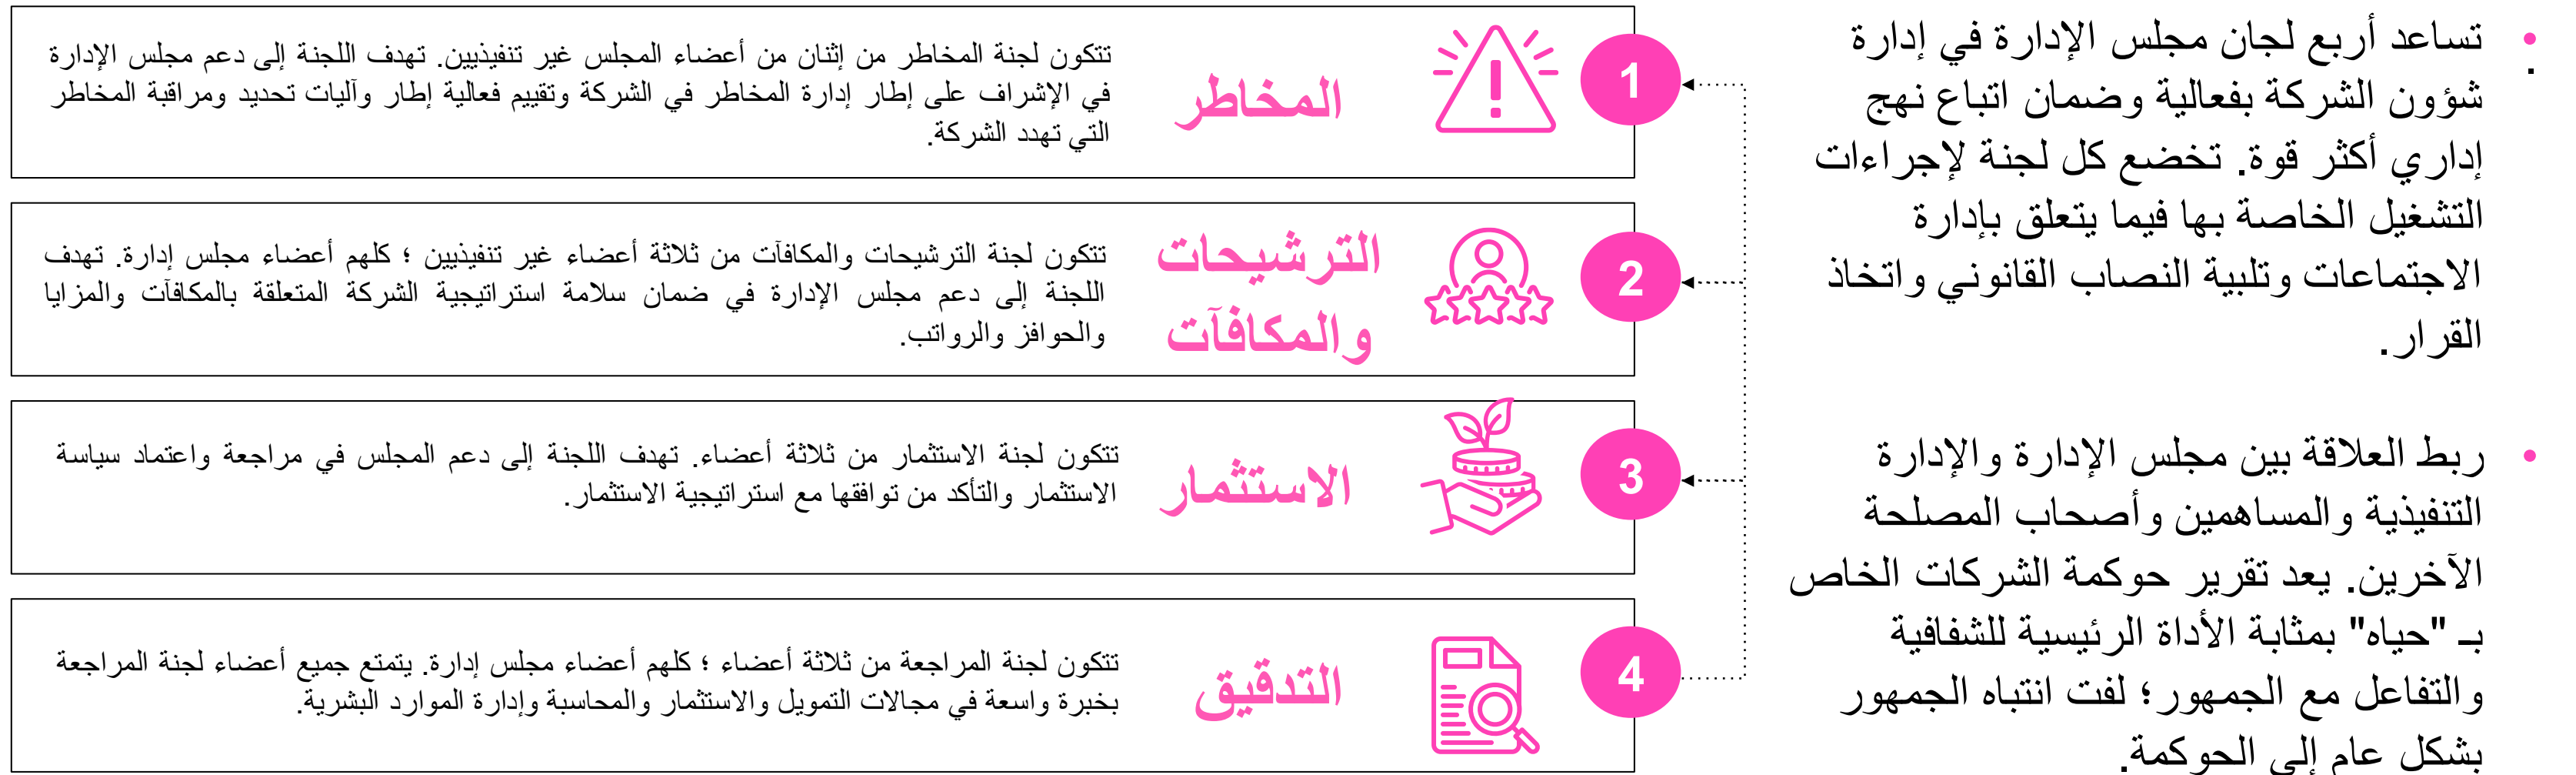 تساعد أربع لجان مجلس الإدارة في إدارة
شؤون الشركة بفعالية وضمان اتباع نهج
إداري أكثر قوة. تخضع كل لجنة لإجراءات
التشغيل الخاصة بها فيما يتعلق بإدارة
الاجتماعات وتلبية النصاب القانوني واتخاذ
القرار.
ربط العلاقة بين مجلس الإدارة والإدارة
التنفيذية والمساهمين وأصحاب المصلحة
الآخرين. يعد تقرير حوكمة الشركات الخاص
بـ "حياه" بمثابة الأداة الرئيسية للشفافية
والتفاعل مع الجمهور؛ لفت انتباه الجمهور
بشكل عام إلى الحوكمة.
1
المخاطر
تتكون لجنة المخاطر من إثنان من أعضاء المجلس غير تنفيذيين. تهدف اللجنة إلى دعم مجلس الإدارة
في الإشراف على إطار إدارة المخاطر في الشركة وتقييم فعالية إطار وآليات تحديد ومراقبة المخاطر
التي تهدد الشركة.
2
الترشيحات
والمكافآت
تتكون لجنة الترشيحات والمكافآت من ثلاثة أعضاء غير تنفيذيين ؛ كلهم أعضاء مجلس إدارة. تهدف
اللجنة إلى دعم مجلس الإدارة في ضمان سلامة استراتيجية الشركة المتعلقة بالمكافآت والمزايا
والحوافز والرواتب.
3
الاستثمار
تتكون لجنة الاستثمار من ثلاثة أعضاء. تهدف اللجنة إلى دعم المجلس في مراجعة واعتماد سياسة
الاستثمار والتأكد من توافقها مع استراتيجية الاستثمار.
4
التدقيق
تتكون لجنة المراجعة من ثلاثة أعضاء ؛ كلهم أعضاء مجلس إدارة. يتمتع جميع أعضاء لجنة المراجعة
بخبرة واسعة في مجالات التمويل والاستثمار والمحاسبة وإدارة الموارد البشرية.